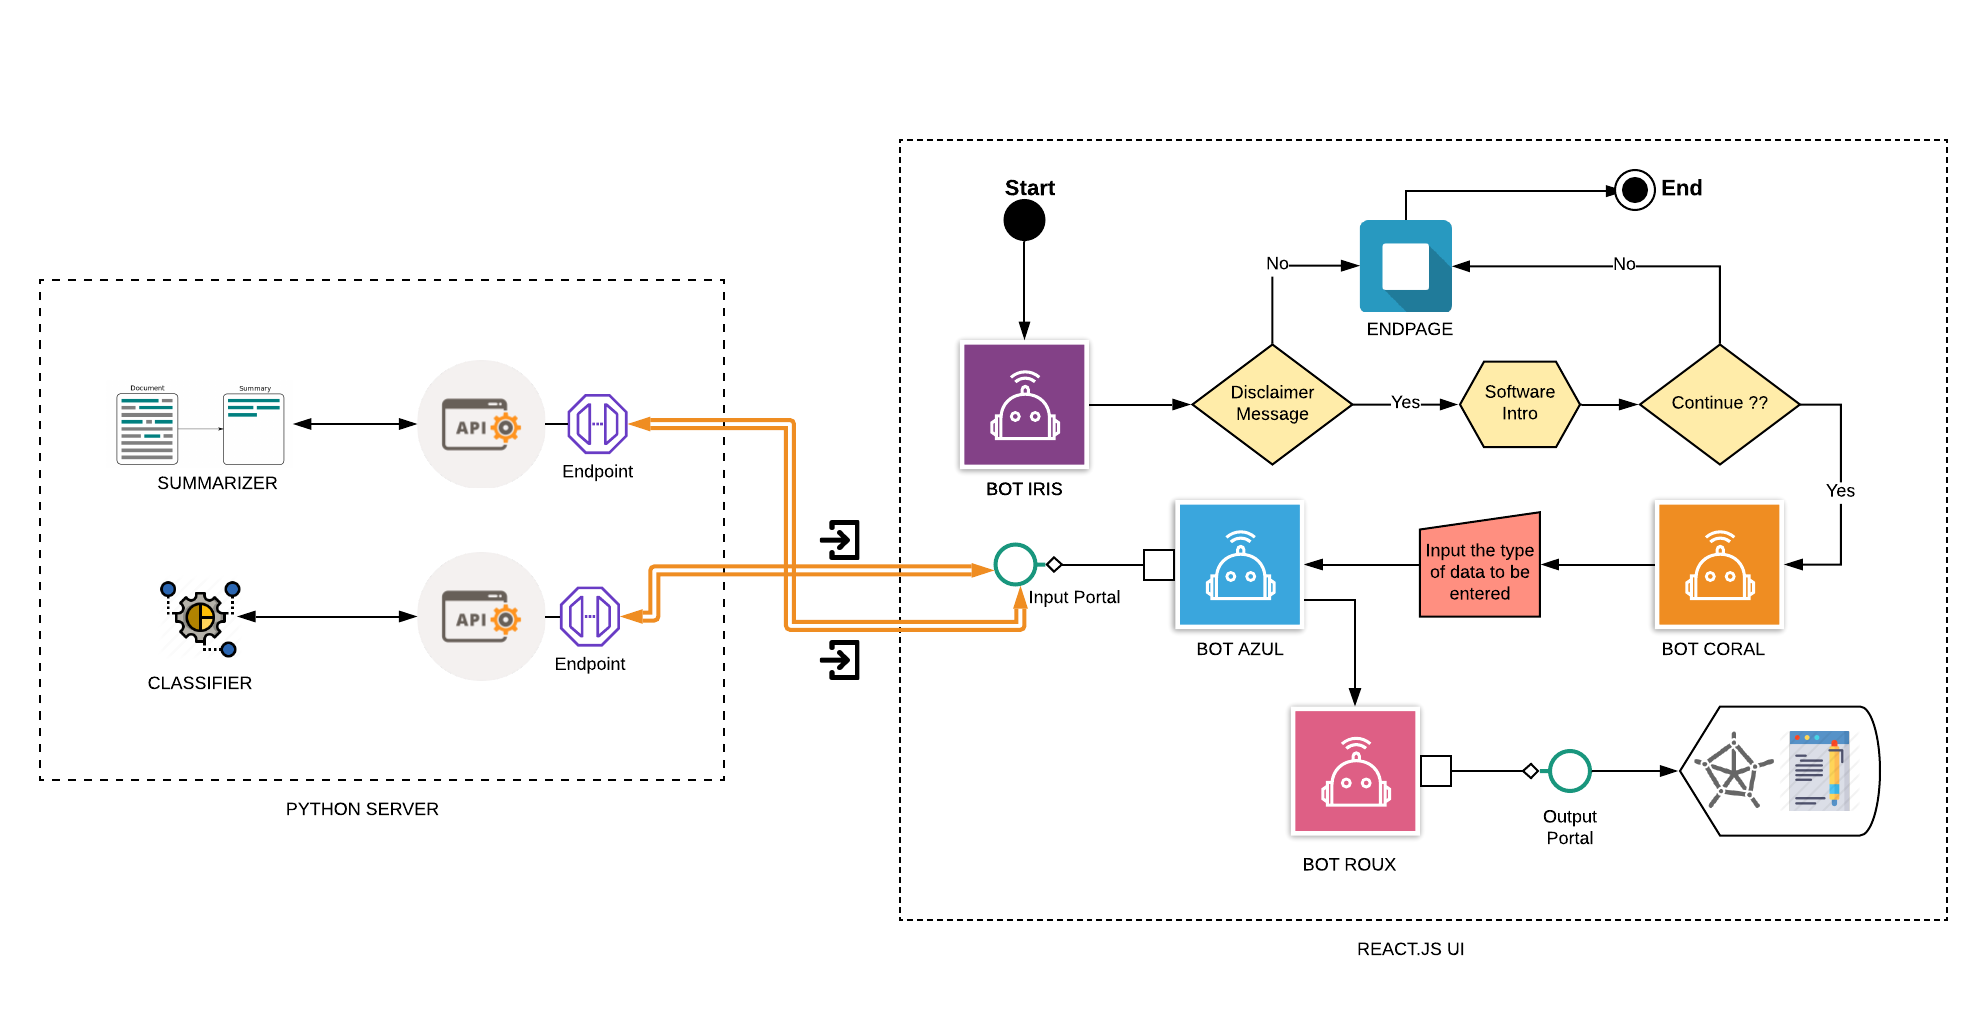 Start
End
No
No
ENDPAGE
Document
Summary
Disclaimer
Message
Yes
Software
Intro
Continue ??
API
SUMMARIZER
Endpoint
BOT IRIS
Yes
Input the type
of data to be
entered
Input Portal
API
CLASSIFIER
Endpoint
BOT AZUL
BOT CORAL
PYTHON SERVER
Output
Portal
BOT ROUX
REACT.JS UI